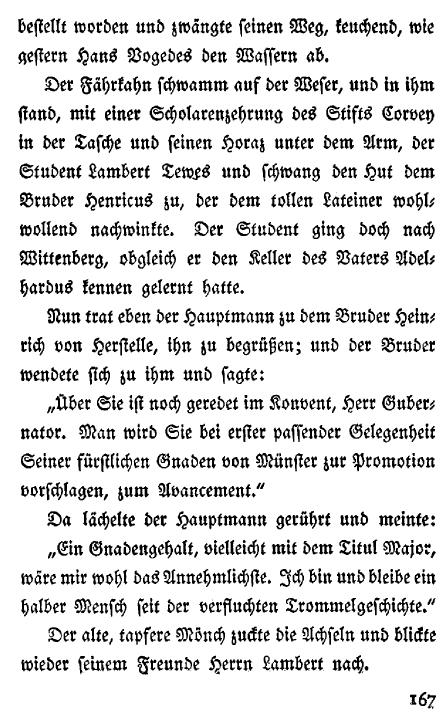 bestellt worden und zwängte seinen Weg, keuchend, wie
gestern Hans Vogedes den Wassern ab.
Der Fährkahn schwamm auf der Weser, und in ihm
stand, mit einer Scholarenzehrung des Stifts Corvey
in der Tasche und seinen Horaz unter dem Arm, der
Student Lambert Tewes und schwang den Hut dem
Bruder Henricus zu, der dem tollen Lateiner wohl⸗
wollend nachwinkte. Der Student ging doch nach
Wittenberg, obgleich er den Keller des Vaters Adel⸗
hardus kennen gelernt hatte.
Nun trat eben der Hauptmann zu dem Bruder Hein⸗
rich von Herstelle, ihn zu begrüßen; und der Bruder
wendete sich zu ihm und sagte:
„Über Sie ist noch geredet im Konvent, Herr Guber⸗
nator. Man wird Sie bei erster passender Gelegenheit
Seiner fürstlichen Gnaden von Münster zur Promotion
vorschlagen, zum Avancement.“
Da lächelte der Hauptmann gerührt und meinte:
„Ein Gnadengehalt, vielleicht mit dem Titul Major,
wäre mir wohl das Annehmlichste. Ich bin und bleibe ein
halber Mensch seit der verfluchten Trommelgeschichte.“
Der alte, tapfere Mönch zuckte die Achseln und blickte
wieder seinem Freunde Herrn Lambert nach.
167